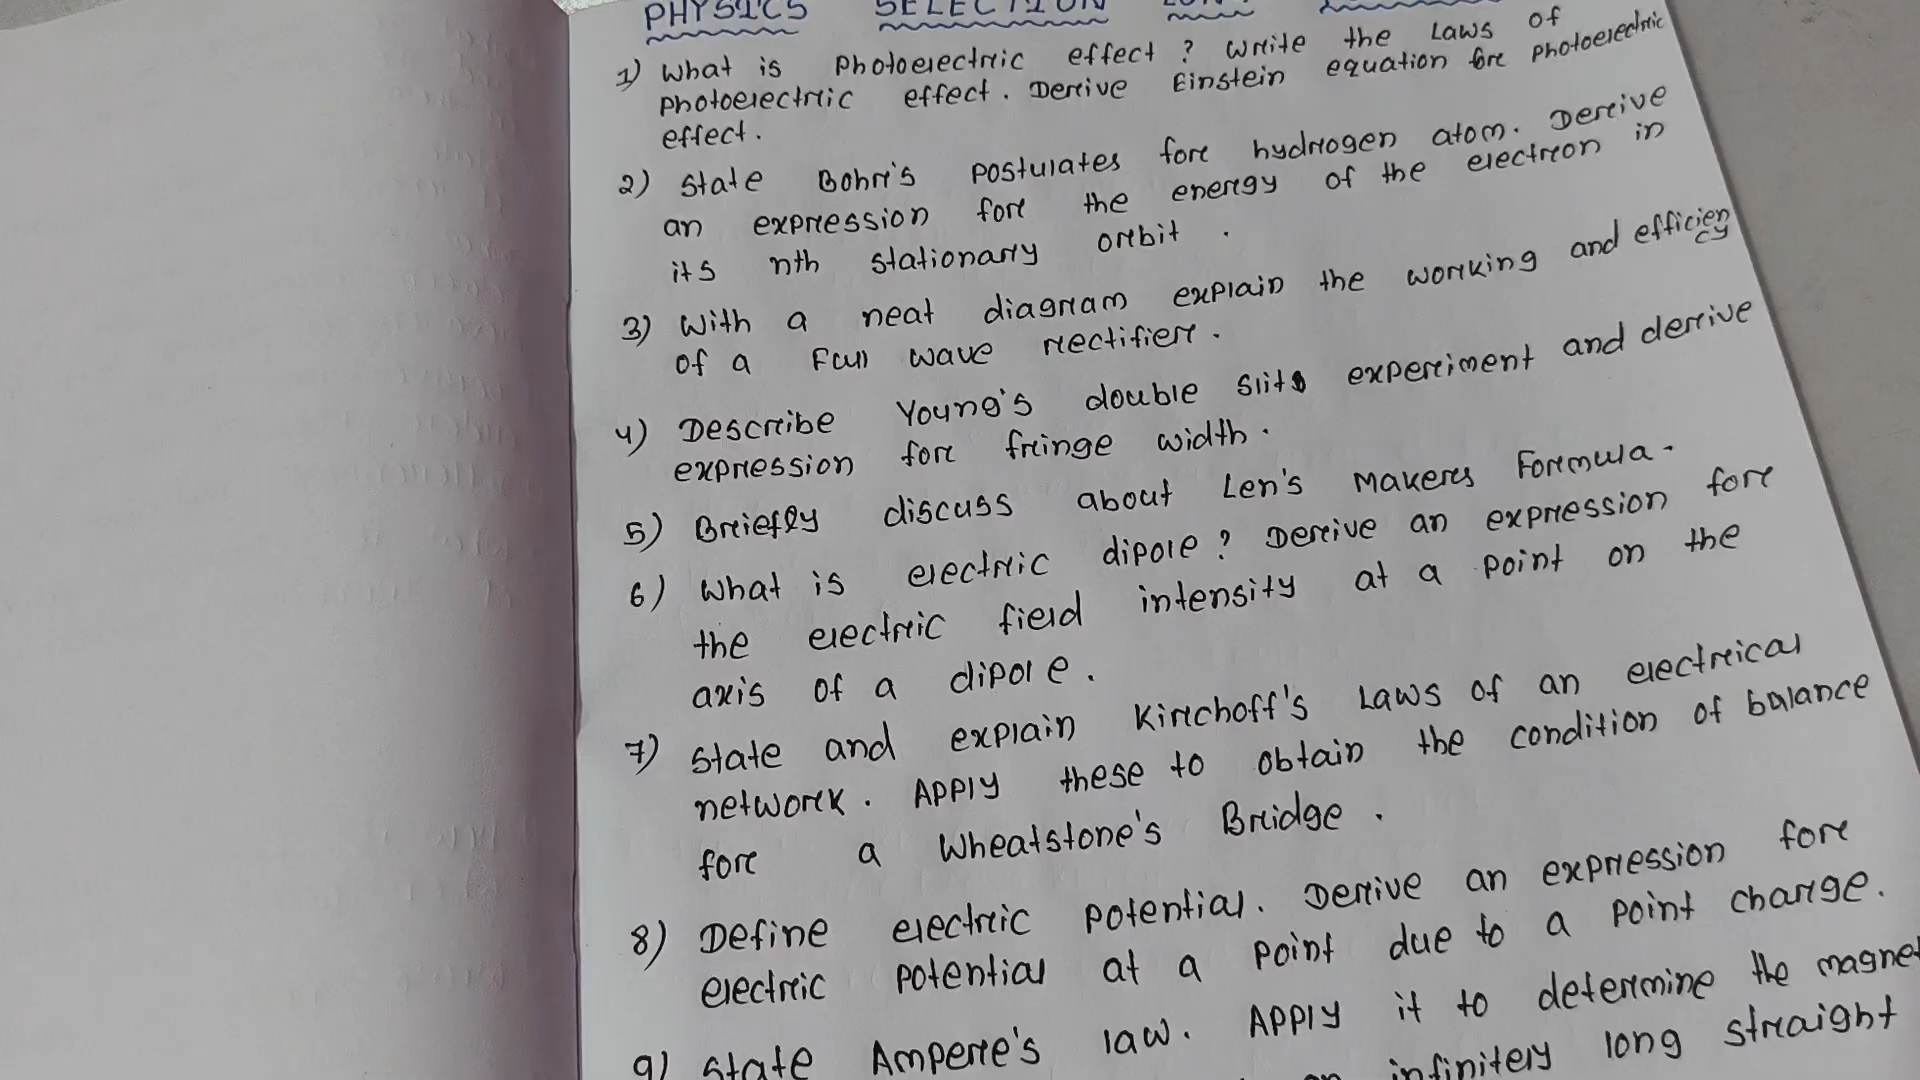 PHYSICS SELECTION
1) What is Photoelectric effect ? Write the Laws of
photoelectric effect. Derive Einstein equation for photoelectric
effect.
2) State Bohr's postulates for hydrogen atom. Derive
an expression for the energy of the electron in
its nth stationary orbit.
3) With a neat diagram explain the working and efficiency
of a Full wave rectifier.
4) Describe Young's double slits experiment and derive
expression for fringe width.
5) Briefly discuss about Len's Makers Formula.
6) What is electric dipole ? Derive an expression for
the electric field intensity at a point on the
axis of a dipole.
7) State and explain Kirchoff's Laws of an electrical
network. Apply these to obtain the condition of balance
for a Wheatstone's Bridge.
8) Define electric potential. Derive an expression for
electric potential at a point due to a point charge.
9) State Ampere's law. Apply it to determine the magnet
an infinitely long straight